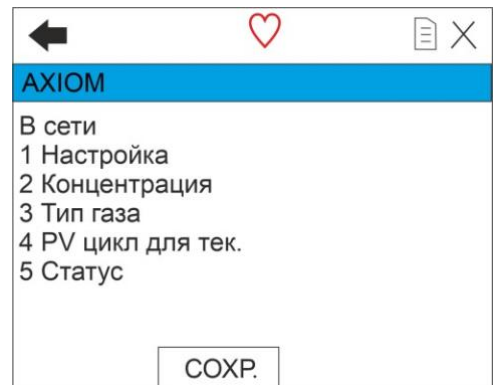 AXIOM
В сети
1 Настройка
2 Концентрация
3 Тип газа
4 PV цикл для тек.
5 Статус
СОХР.